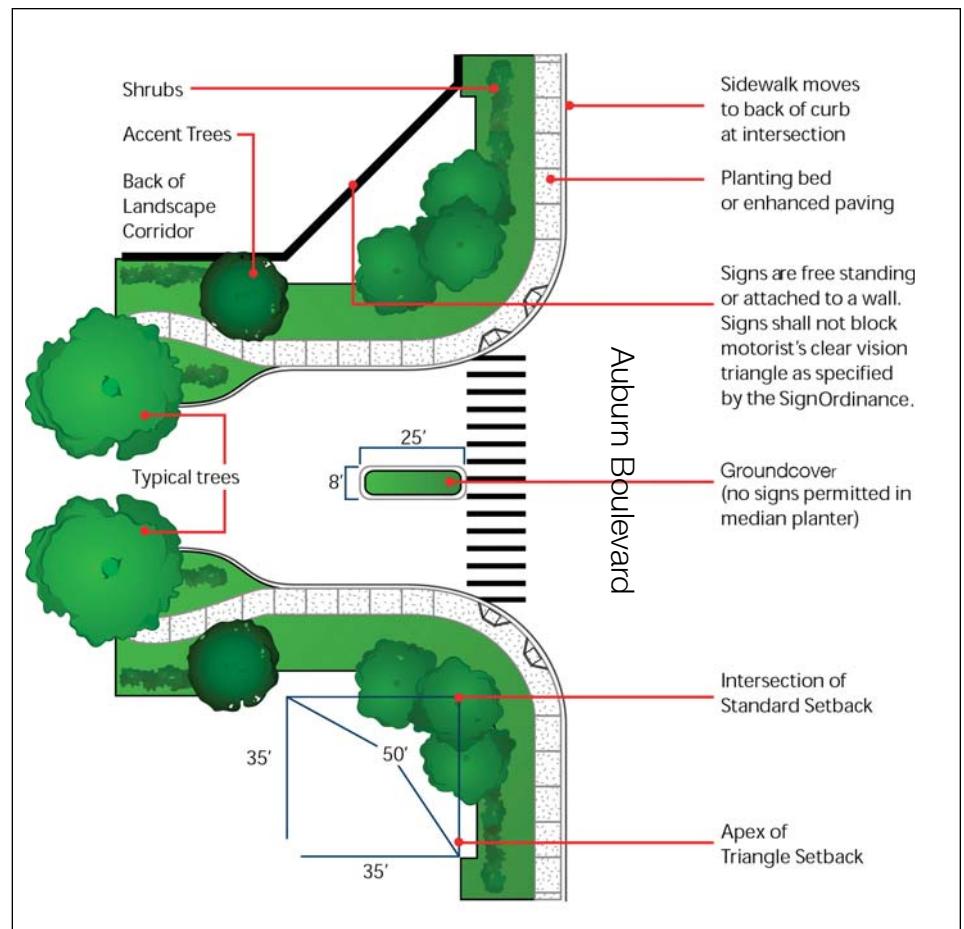 Shrubs
Accent Trees
Back of
Landscape
Corridor
Sidewalk moves
to back of curb
at intersection
Planting bed
or enhanced paving
Signs are free standing
or attached to a wall.
Signs shall not block
motorist's clear vision
triangle as specified
by the SignOrdinance.
Auburn Boulevard
25'
8'
Typical trees
Groundcover
(no signs permitted in
median planter)
Intersection of
Standard Setback
35'
50'
35'
Apex of
Triangle Setback